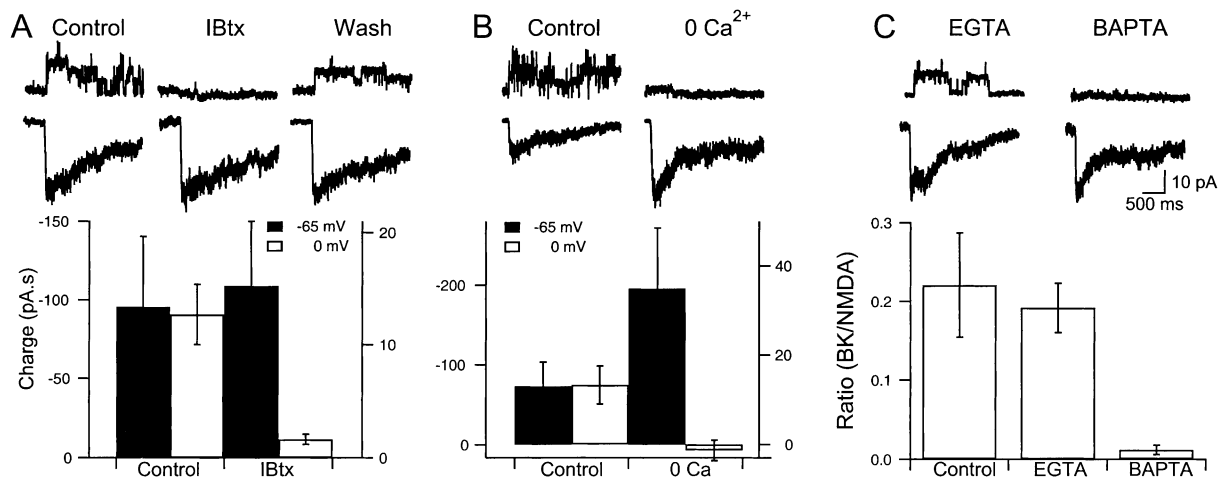 A
Control
IBtx
Wash
-150
-100
-50
0
Charge (pA.s)
-65 mV
0 mV
20
10
0
Control
IBtx
B
Control
0 Ca²⁺
-200
-100
0
-65 mV
0 mV
40
20
0
Control
0 Ca
C
EGTA
BAPTA
10 pA
500 ms
0.3
0.2
0.1
0.0
Ratio (BK/NMDA)
Control
EGTA
BAPTA